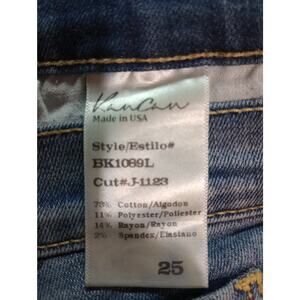 KanCan
Made in USA
Style/Estilo#
BK1089L
Cut#J-1123
73% Cotton/Algodon
11% Polyester/Poliester
14% Rayon/Rayon
2% Spandex/Elastano
25